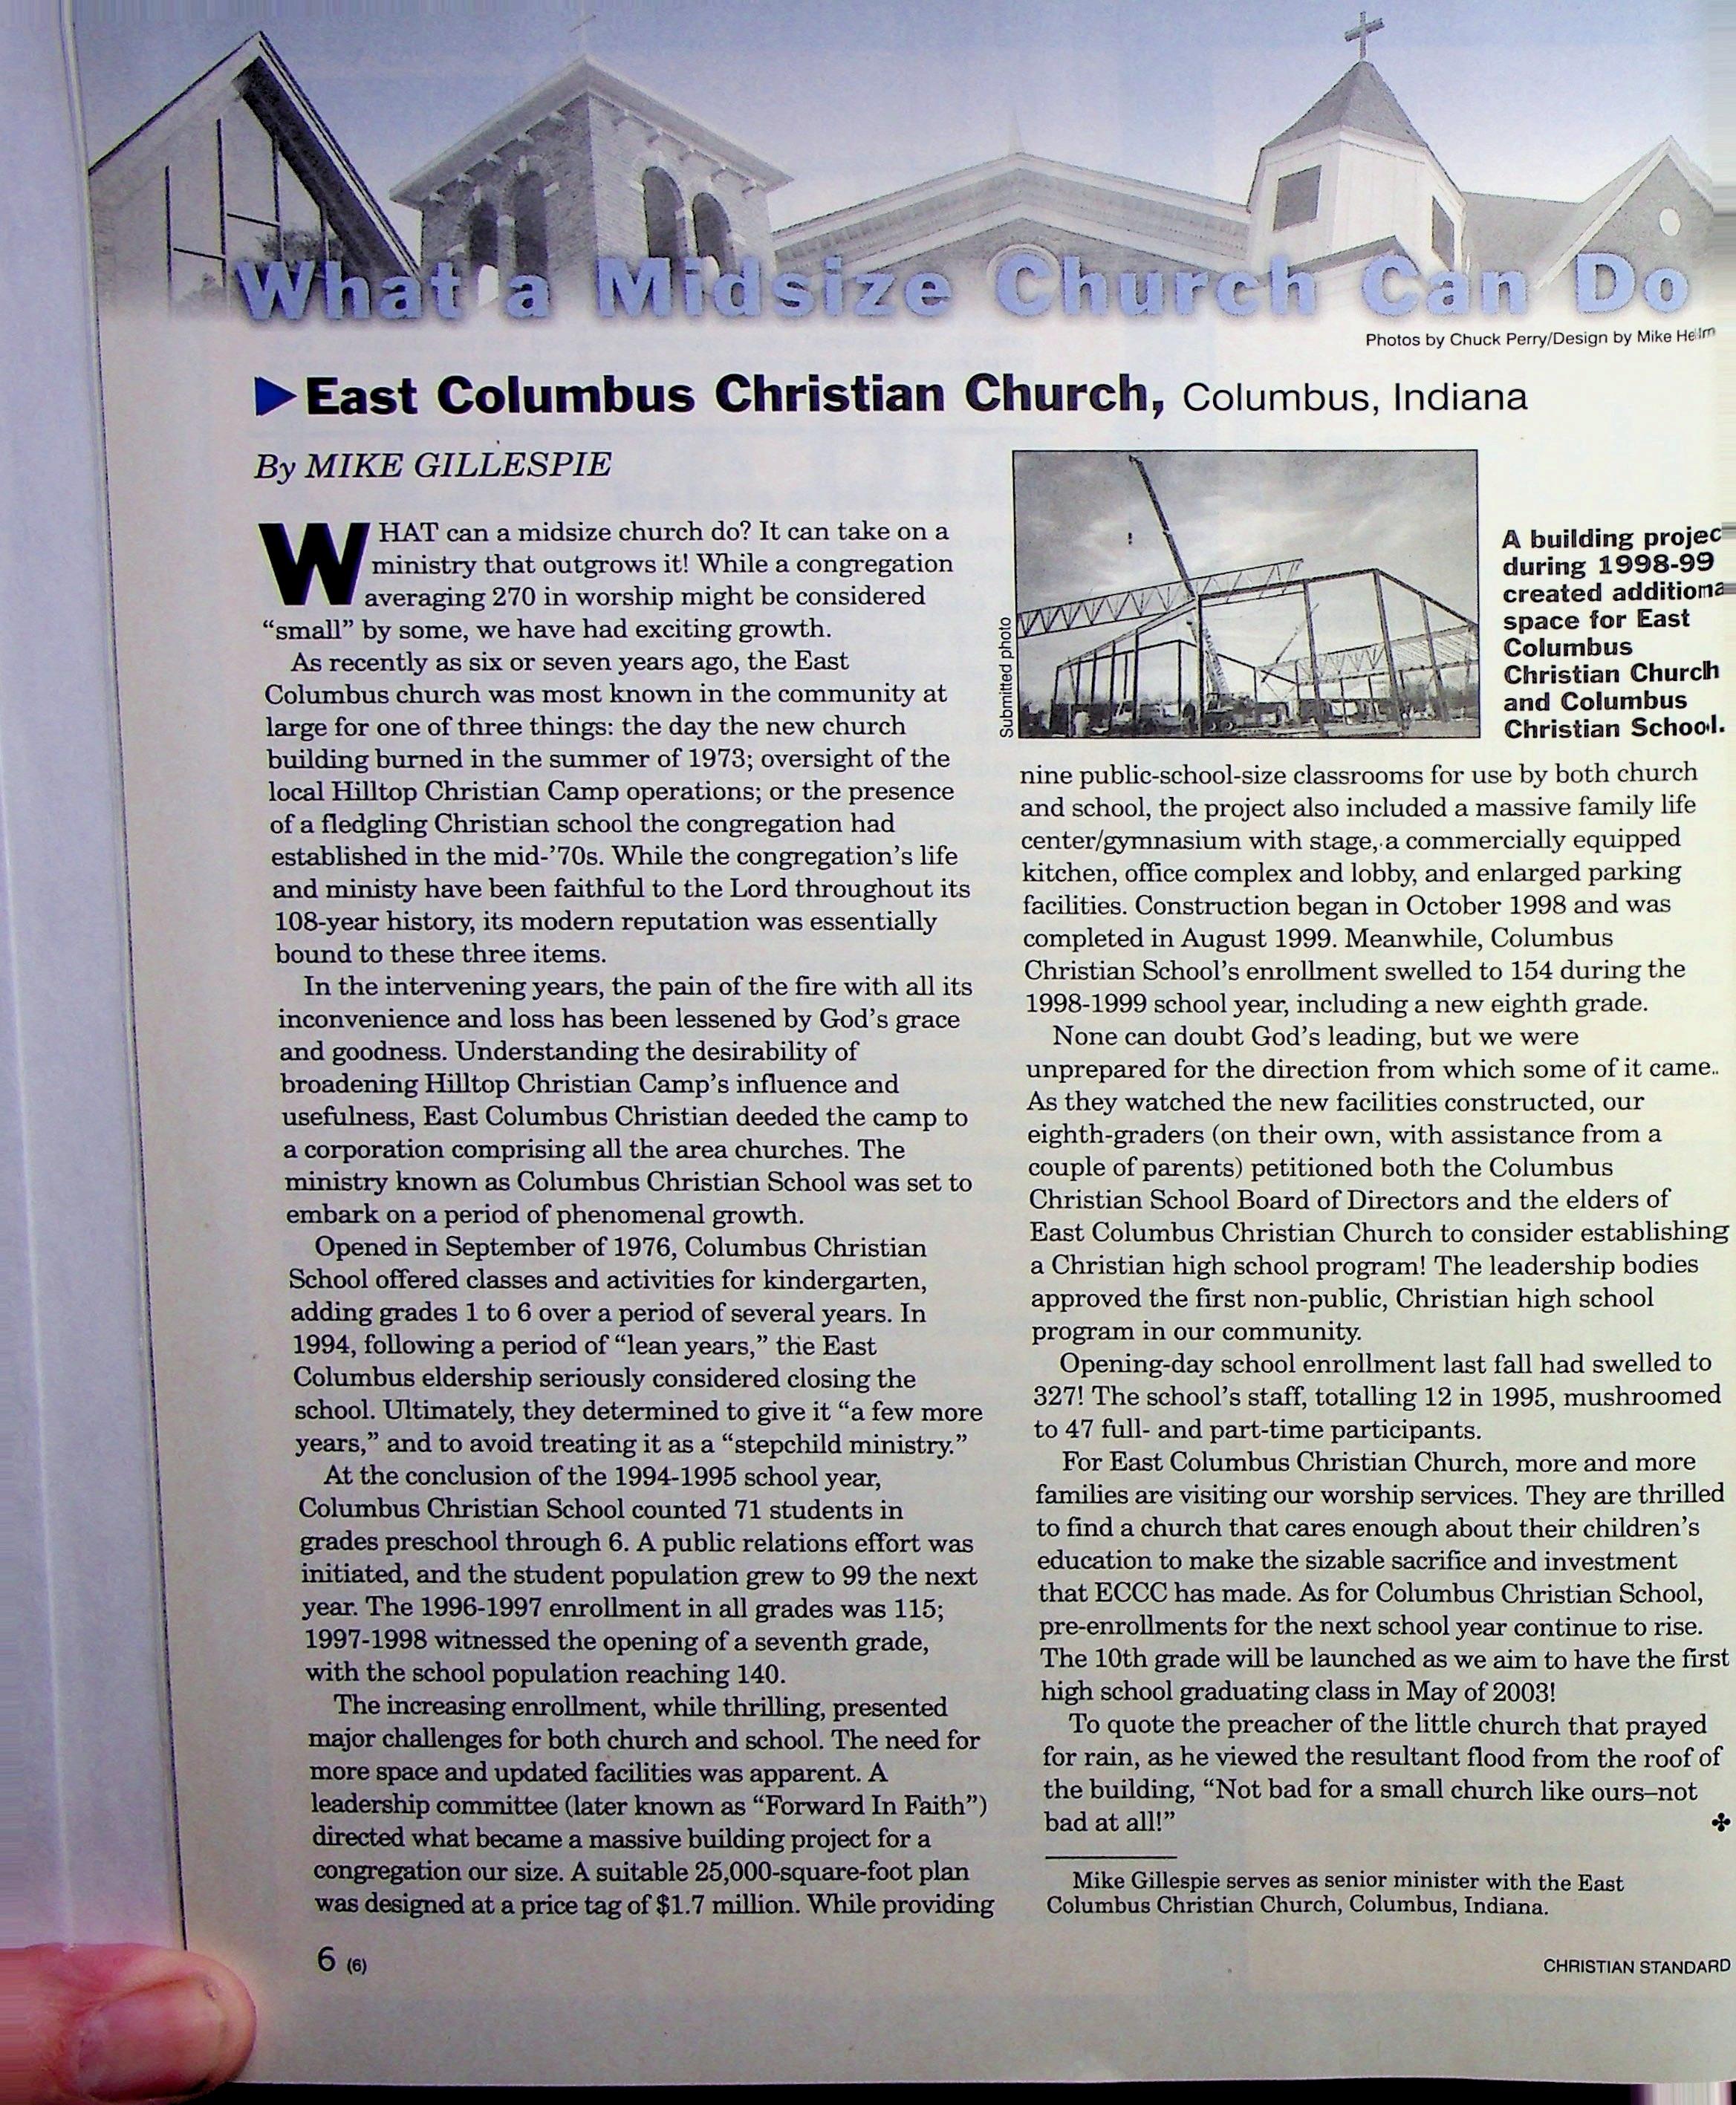 What a Midsize Church Can Do
Photos by Chuck Perry/Design by Mike Helm
East Columbus Christian Church, Columbus, Indiana
By MIKE GILLESPIE
WHAT can a midsize church do? It can take on a
ministry that outgrows it! While a congregation
averaging 270 in worship might be considered
“small” by some, we have had exciting growth.
As recently as six or seven years ago, the East
Columbus church was most known in the community at
large for one of three things: the day the new church
building burned in the summer of 1973; oversight of the
local Hilltop Christian Camp operations; or the presence
of a fledgling Christian school the congregation had
established in the mid-’70s. While the congregation’s life
and ministy have been faithful to the Lord throughout its
108-year history, its modern reputation was essentially
bound to these three items.
In the intervening years, the pain of the fire with all its
inconvenience and loss has been lessened by God’s grace
and goodness. Understanding the desirability of
broadening Hilltop Christian Camp’s influence and
usefulness, East Columbus Christian deeded the camp to
a corporation comprising all the area churches. The
ministry known as Columbus Christian School was set to
embark on a period of phenomenal growth.
Opened in September of 1976, Columbus Christian
School offered classes and activities for kindergarten,
adding grades 1 to 6 over a period of several years. In
1994, following a period of “lean years,” the East
Columbus eldership seriously considered closing the
school. Ultimately, they determined to give it “a few more
years,” and to avoid treating it as a “stepchild ministry.”
At the conclusion of the 1994-1995 school year,
Columbus Christian School counted 71 students in
grades preschool through 6. A public relations effort was
initiated, and the student population grew to 99 the next
year. The 1996-1997 enrollment in all grades was 115;
1997-1998 witnessed the opening of a seventh grade,
with the school population reaching 140.
The increasing enrollment, while thrilling, presented
major challenges for both church and school. The need for
more space and updated facilities was apparent. A
leadership committee (later known as “Forward In Faith”)
directed what became a massive building project for a
congregation our size. A suitable 25,000-square-foot plan
was designed at a price tag of $1.7 million. While providing
Submitted photo
A building projec
during 1998-99
created additiona
space for East
Columbus
Christian Church
and Columbus
Christian School.
nine public-school-size classrooms for use by both church
and school, the project also included a massive family life
center/gymnasium with stage, a commercially equipped
kitchen, office complex and lobby, and enlarged parking
facilities. Construction began in October 1998 and was
completed in August 1999. Meanwhile, Columbus
Christian School’s enrollment swelled to 154 during the
1998-1999 school year, including a new eighth grade.
None can doubt God’s leading, but we were
unprepared for the direction from which some of it came.
As they watched the new facilities constructed, our
eighth-graders (on their own, with assistance from a
couple of parents) petitioned both the Columbus
Christian School Board of Directors and the elders of
East Columbus Christian Church to consider establishing
a Christian high school program! The leadership bodies
approved the first non-public, Christian high school
program in our community.
Opening-day school enrollment last fall had swelled to
327! The school’s staff, totalling 12 in 1995, mushroomed
to 47 full- and part-time participants.
For East Columbus Christian Church, more and more
families are visiting our worship services. They are thrilled
to find a church that cares enough about their children’s
education to make the sizable sacrifice and investment
that ECCC has made. As for Columbus Christian School,
pre-enrollments for the next school year continue to rise.
The 10th grade will be launched as we aim to have the first
high school graduating class in May of 2003!
To quote the preacher of the little church that prayed
for rain, as he viewed the resultant flood from the roof of
the building, “Not bad for a small church like ours–not
bad at all!”
Mike Gillespie serves as senior minister with the East
Columbus Christian Church, Columbus, Indiana.
6 (6)
CHRISTIAN STANDARD